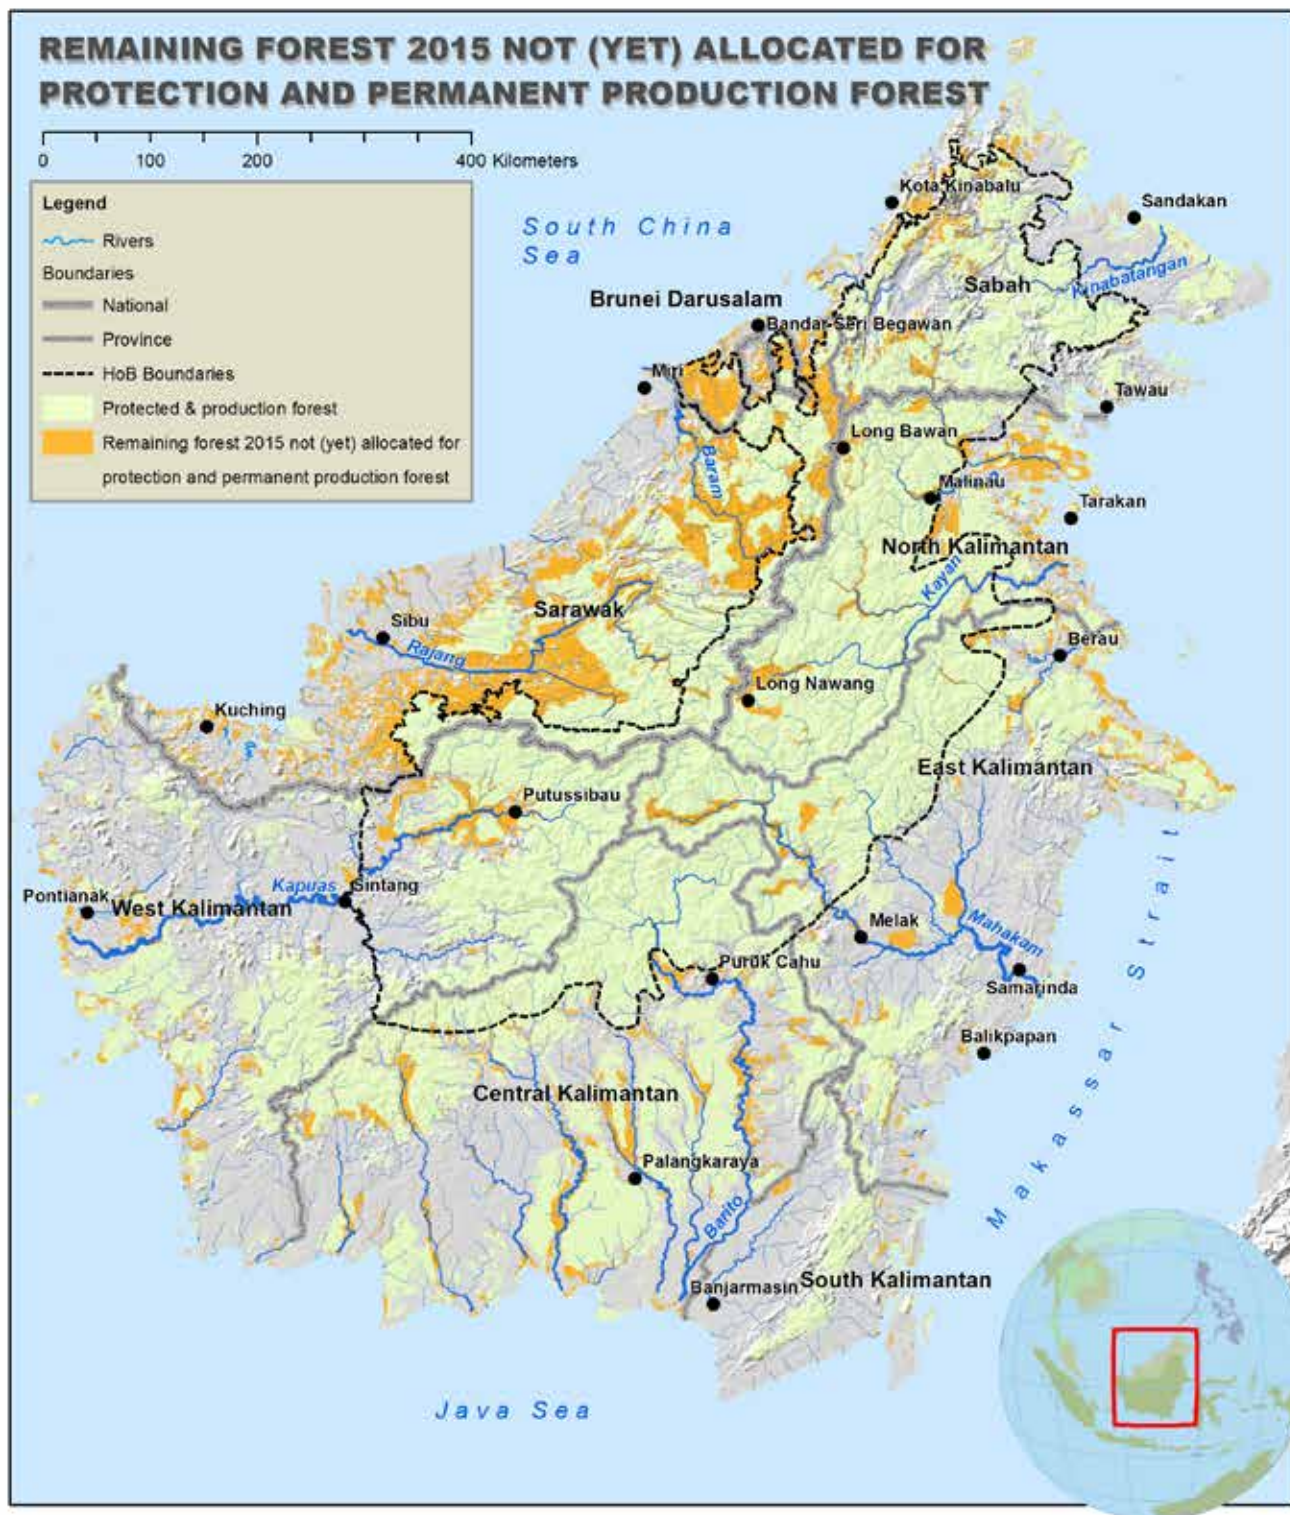 REMAINING FOREST 2015 NOT (YET) ALLOCATED FOR
PROTECTION AND PERMANENT PRODUCTION FOREST
0 100 200 400 Kilometers
Legend
Rivers
Boundaries
National
Province
HoB Boundaries
Protected & production forest
Remaining forest 2015 not (yet) allocated for
protection and permanent production forest
South China
Sea
Kota Kinabalu
Sandakan
Kinabatangan
Sabah
Brunei Darusalam
Bandar Seri Begawan
Miri
Tawau
Long Bawan
Baram
Malinau
Tarakan
North Kalimantan
Kayan
Sarawak
Sibu
Rajang
Berau
Long Nawang
Kuching
East Kalimantan
Putussibau
Kapuas
Sintang
Pontianak
West Kalimantan
Melak
Mahakam
Puruk Cahu
Samarinda
Balikpapan
Makassar Strait
Central Kalimantan
Palangkaraya
Barito
Banjarmasin
South Kalimantan
Java Sea